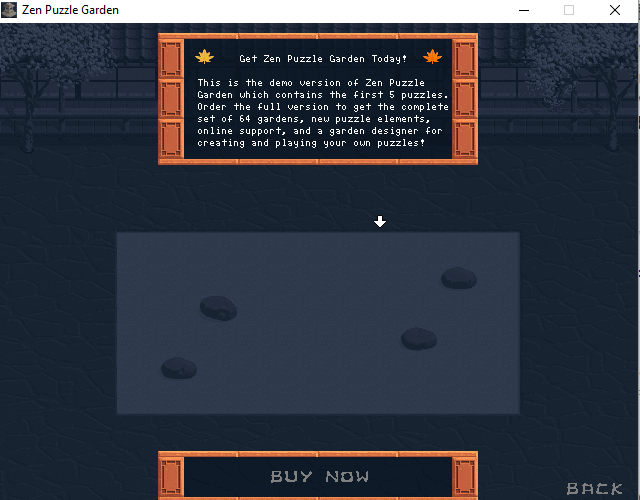 Zen Puzzle Garden
Get Zen Puzzle Garden Today!
This is the demo version of Zen Puzzle
Garden which contains the first 5 puzzles.
Order the full version to get the complete
set of 64 gardens, new puzzle elements,
online support, and a garden designer for
creating and playing your own puzzles!
BUY NOW
BACK